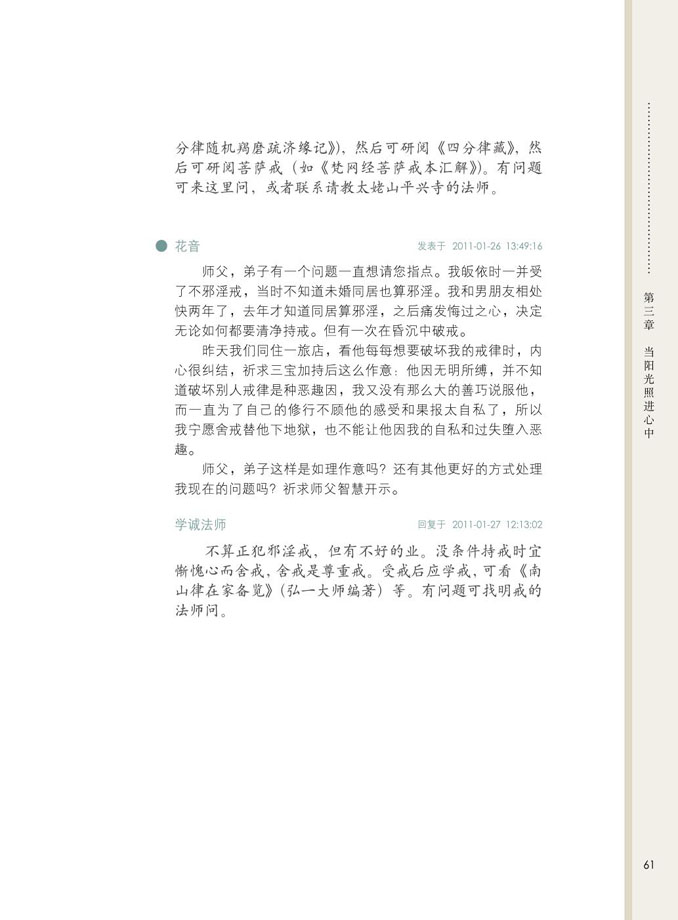 分律随机羯磨疏济缘记》),然后可研阅《四分律藏》,然
后可研阅菩萨戒(如《梵网经菩萨戒本汇解》)。有问题
可来这里问,或者联系请教太姥山平兴寺的法师。
花音 发表于 2011-01-26 13:49:16
师父,弟子有一个问题一直想请您指点。我皈依时一并受
了不邪淫戒,当时不知道未婚同居也算邪淫。我和男朋友相处
快两年了,去年才知道同居算邪淫,之后痛发悔过之心,决定
无论如何都要清净持戒。但有一次在昏沉中破戒。
昨天我们同住一旅店,看他每每想要破坏我的戒律时,内
心很纠结,祈求三宝加持后这么作意:他因无明所缚,并不知
道破坏别人戒律是种恶趣因,我又没有那么大的善巧说服他,
而一直为了自己的修行不顾他的感受和果报太自私了,所以
我宁愿舍戒替他下地狱,也不能让他因我的自私和过失堕入恶
趣。
师父,弟子这样是如理作意吗?还有其他更好的方式处理
我现在的问题吗?祈求师父智慧开示。
学诚法师 回复于 2011-01-27 12:13:02
不算正犯邪淫戒,但有不好的业。没条件持戒时宜
惭愧心而舍戒,舍戒是尊重戒。受戒后应学戒,可看《南
山律在家备览》(弘一大师编著)等。有问题可找明戒的
法师问。
第三章 当阳光照进心中
61